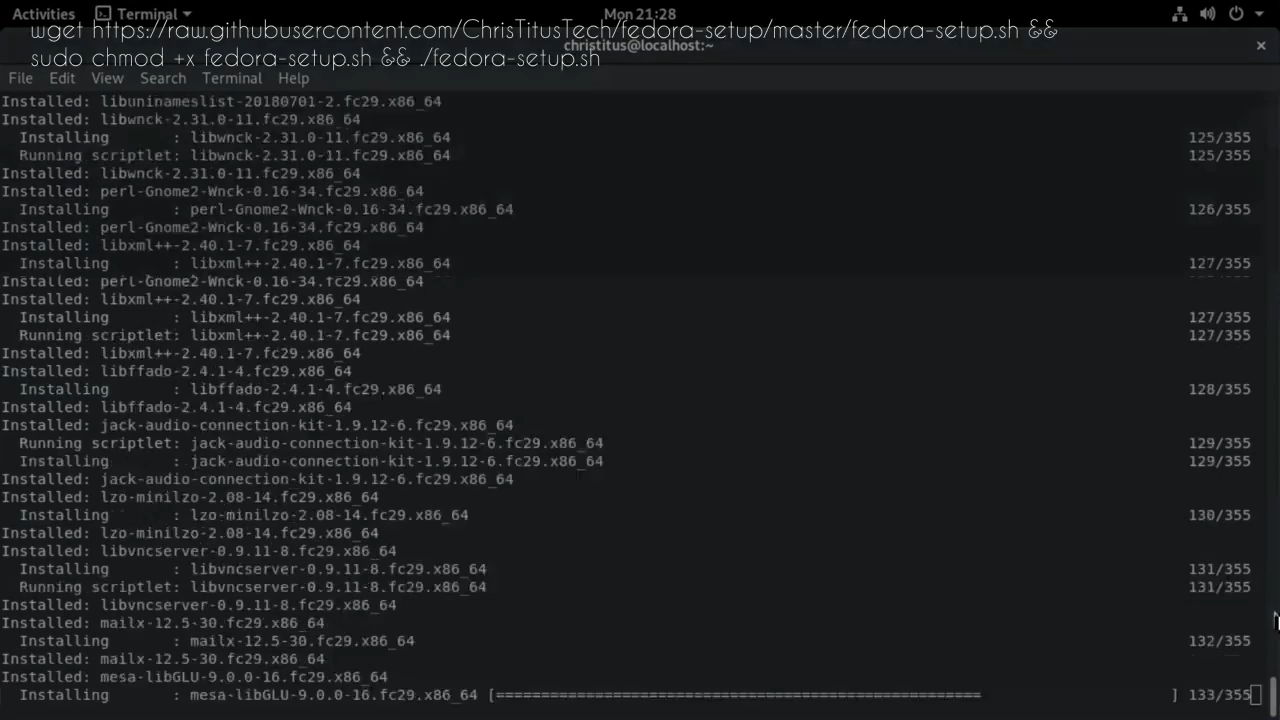 Activities Terminal Mon 21:28
wget https://raw.githubusercontent.com/ChrisTitusTech/fedora-setup/master/fedora-setup.sh &&
christitus@localhost:~ ×
sudo chmod +x fedora-setup.sh && ./fedora-setup.sh
File Edit View Search Terminal Help
Installed: libuninameslist-20180701-2.fc29.x86_64
Installed: libwnck-2.31.0-11.fc29.x86_64
  Installing       : libwnck-2.31.0-11.fc29.x86_64 125/355
  Running scriptlet: libwnck-2.31.0-11.fc29.x86_64 125/355
Installed: libwnck-2.31.0-11.fc29.x86_64
Installed: perl-Gnome2-Wnck-0.16-34.fc29.x86_64
  Installing       : perl-Gnome2-Wnck-0.16-34.fc29.x86_64 126/355
Installed: perl-Gnome2-Wnck-0.16-34.fc29.x86_64
Installed: libxml++-2.40.1-7.fc29.x86_64
  Installing       : libxml++-2.40.1-7.fc29.x86_64 127/355
Installed: perl-Gnome2-Wnck-0.16-34.fc29.x86_64
Installed: libxml++-2.40.1-7.fc29.x86_64
  Installing       : libxml++-2.40.1-7.fc29.x86_64 127/355
  Running scriptlet: libxml++-2.40.1-7.fc29.x86_64 127/355
Installed: libxml++-2.40.1-7.fc29.x86_64
Installed: libffado-2.4.1-4.fc29.x86_64
  Installing       : libffado-2.4.1-4.fc29.x86_64 128/355
Installed: libffado-2.4.1-4.fc29.x86_64
Installed: jack-audio-connection-kit-1.9.12-6.fc29.x86_64
  Running scriptlet: jack-audio-connection-kit-1.9.12-6.fc29.x86_64 129/355
  Installing       : jack-audio-connection-kit-1.9.12-6.fc29.x86_64 129/355
Installed: jack-audio-connection-kit-1.9.12-6.fc29.x86_64
Installed: lzo-minilzo-2.08-14.fc29.x86_64
  Installing       : lzo-minilzo-2.08-14.fc29.x86_64 130/355
Installed: lzo-minilzo-2.08-14.fc29.x86_64
Installed: libvncserver-0.9.11-8.fc29.x86_64
  Installing       : libvncserver-0.9.11-8.fc29.x86_64 131/355
  Running scriptlet: libvncserver-0.9.11-8.fc29.x86_64 131/355
Installed: libvncserver-0.9.11-8.fc29.x86_64
Installed: mailx-12.5-30.fc29.x86_64
  Installing       : mailx-12.5-30.fc29.x86_64 132/355
Installed: mailx-12.5-30.fc29.x86_64
Installed: mesa-libGLU-9.0.0-16.fc29.x86_64
  Installing       : mesa-libGLU-9.0.0-16.fc29.x86_64 [====================================================== ] 133/355